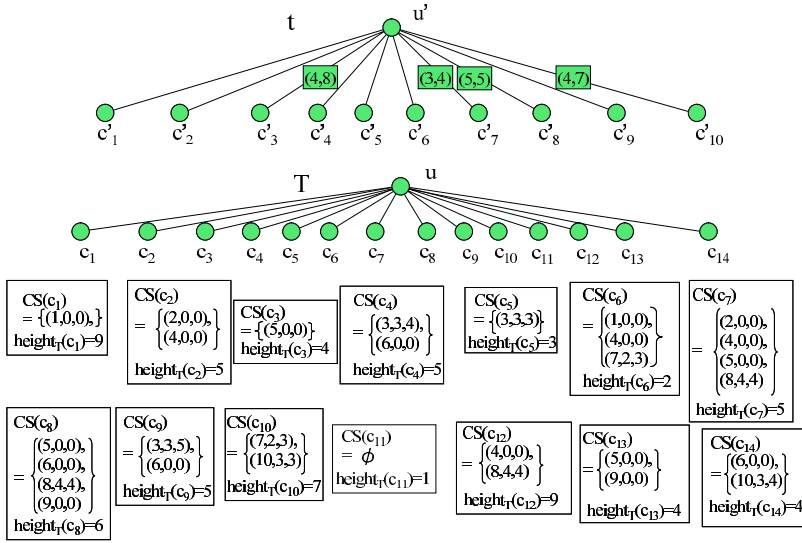 t
u'
(4,8)
(3,4)
(5,5)
(4,7)
c'1 c'2 c'3 c'4 c'5 c'6 c'7 c'8 c'9 c'10
T
u
c1 c2 c3 c4 c5 c6 c7 c8 c9 c10 c11 c12 c13 c14
CS(c1)
= {(1,0,0),}
heightT(c1)=9
CS(c2)
= {(2,0,0),
(4,0,0)}
heightT(c2)=5
CS(c3)
= {(5,0,0)}
heightT(c3)=4
CS(c4)
= {(3,3,4),
(6,0,0)}
heightT(c4)=5
CS(c5)
= {(3,3,3)}
heightT(c5)=3
CS(c6)
= {(1,0,0),
(4,0,0)
(7,2,3)}
heightT(c6)=2
CS(c7)
= {(2,0,0),
(4,0,0),
(5,0,0),
(8,4,4)}
heightT(c7)=5
CS(c8)
= {(5,0,0),
(6,0,0),
(8,4,4),
(9,0,0)}
heightT(c8)=6
CS(c9)
= {(3,3,5),
(6,0,0)}
heightT(c9)=5
CS(c10)
= {(7,2,3),
(10,3,3)}
heightT(c10)=7
CS(c11)
= ϕ
heightT(c11)=1
CS(c12)
= {(4,0,0),
(8,4,4)}
heightT(c12)=9
CS(c13)
= {(5,0,0),
(9,0,0)}
heightT(c13)=4
CS(c14)
= {(6,0,0),
(10,3,4)}
heightT(c14)=4